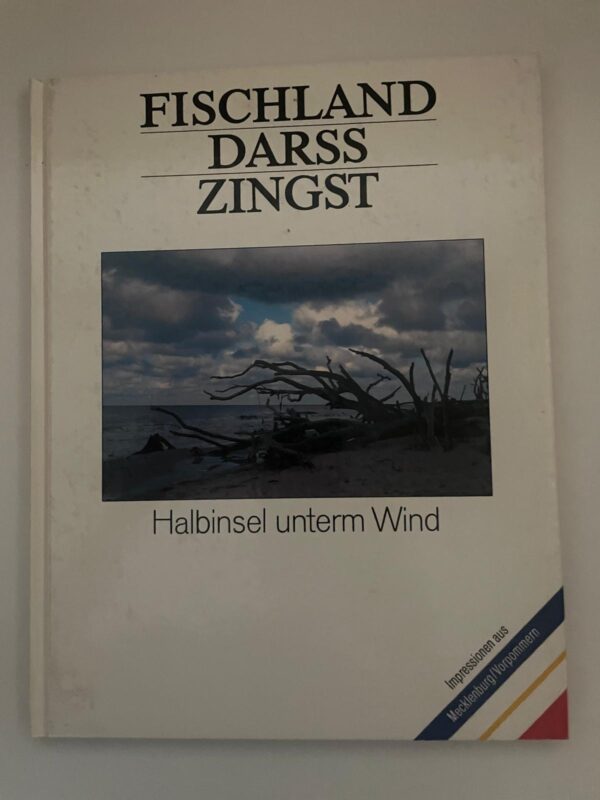 FISCHLAND
DARSS
ZINGST
Halbinsel unterm Wind
Impressionen aus
Mecklenburg/Vorpommern